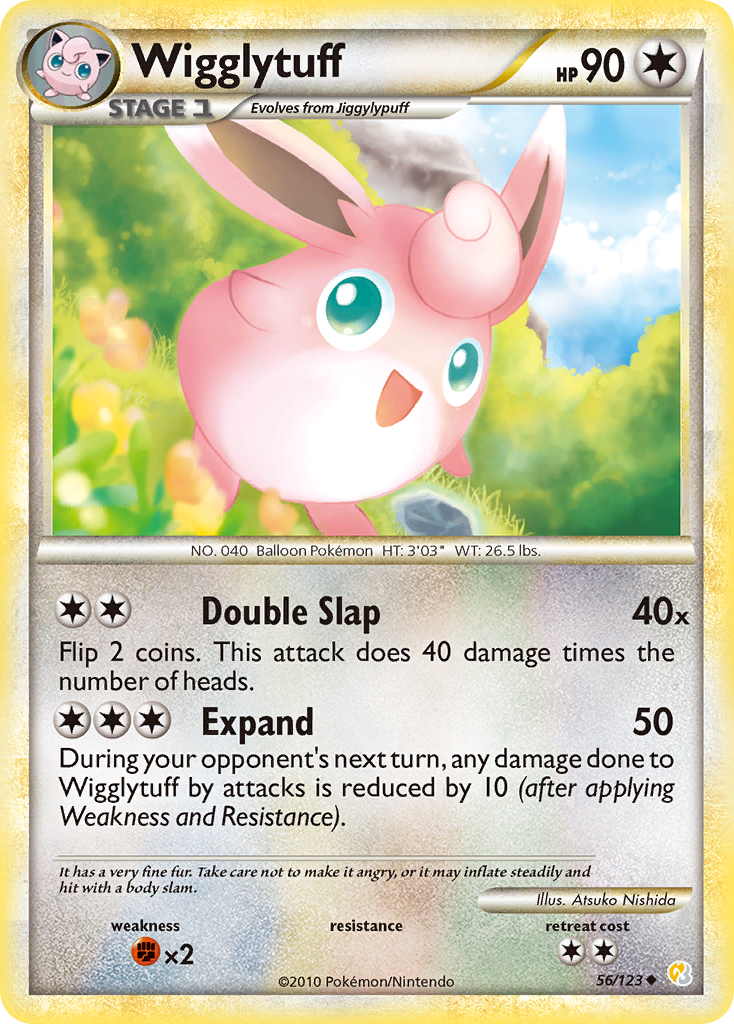 Wigglytuff
HP 90
STAGE 1
Evolves from Jigglypuff
NO. 040 Balloon Pokémon HT: 3'03" WT: 26.5 lbs.
Double Slap 40x
Flip 2 coins. This attack does 40 damage times the
number of heads.
Expand 50
During your opponent's next turn, any damage done to
Wigglytuff by attacks is reduced by 10 (after applying
Weakness and Resistance).
It has a very fine fur. Take care not to make it angry, or it may inflate steadily and
hit with a body slam.
Illus. Atsuko Nishida
weakness resistance retreat cost
×2
©2010 Pokémon/Nintendo
56/123